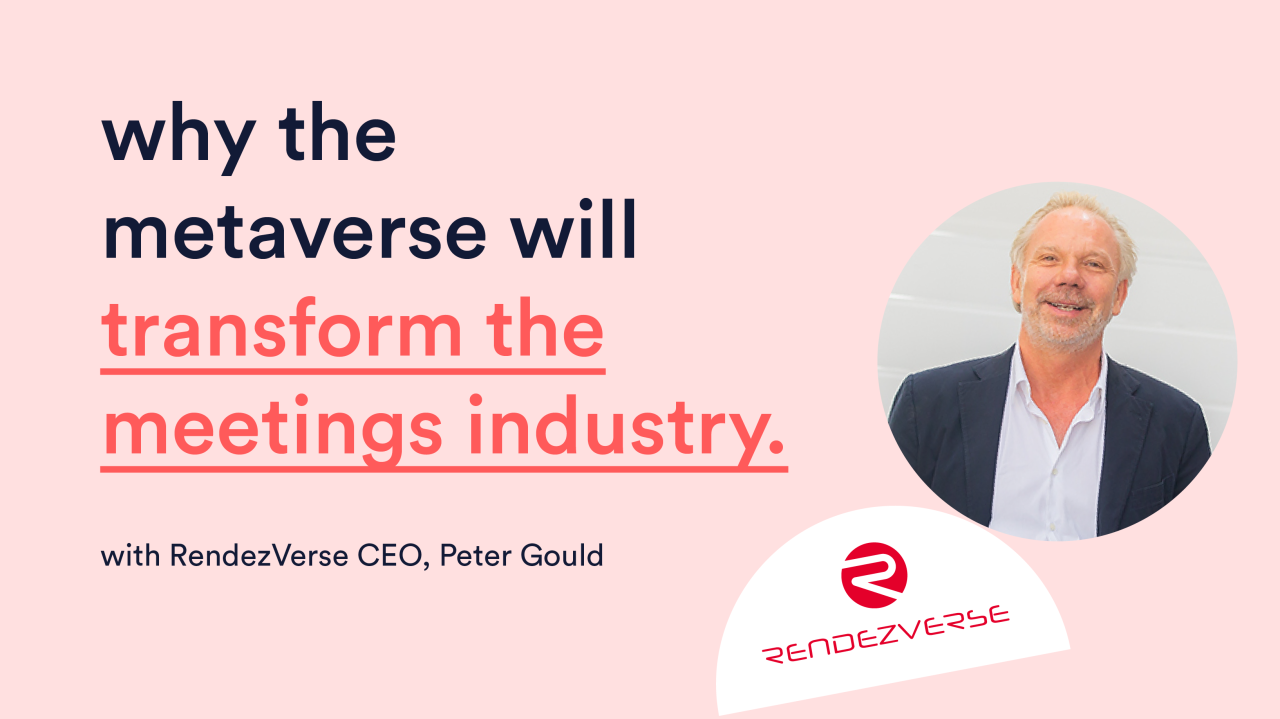 why the
metaverse will
transform the
meetings industry.
with RendezVerse CEO, Peter Gould
RENDEZVERSE